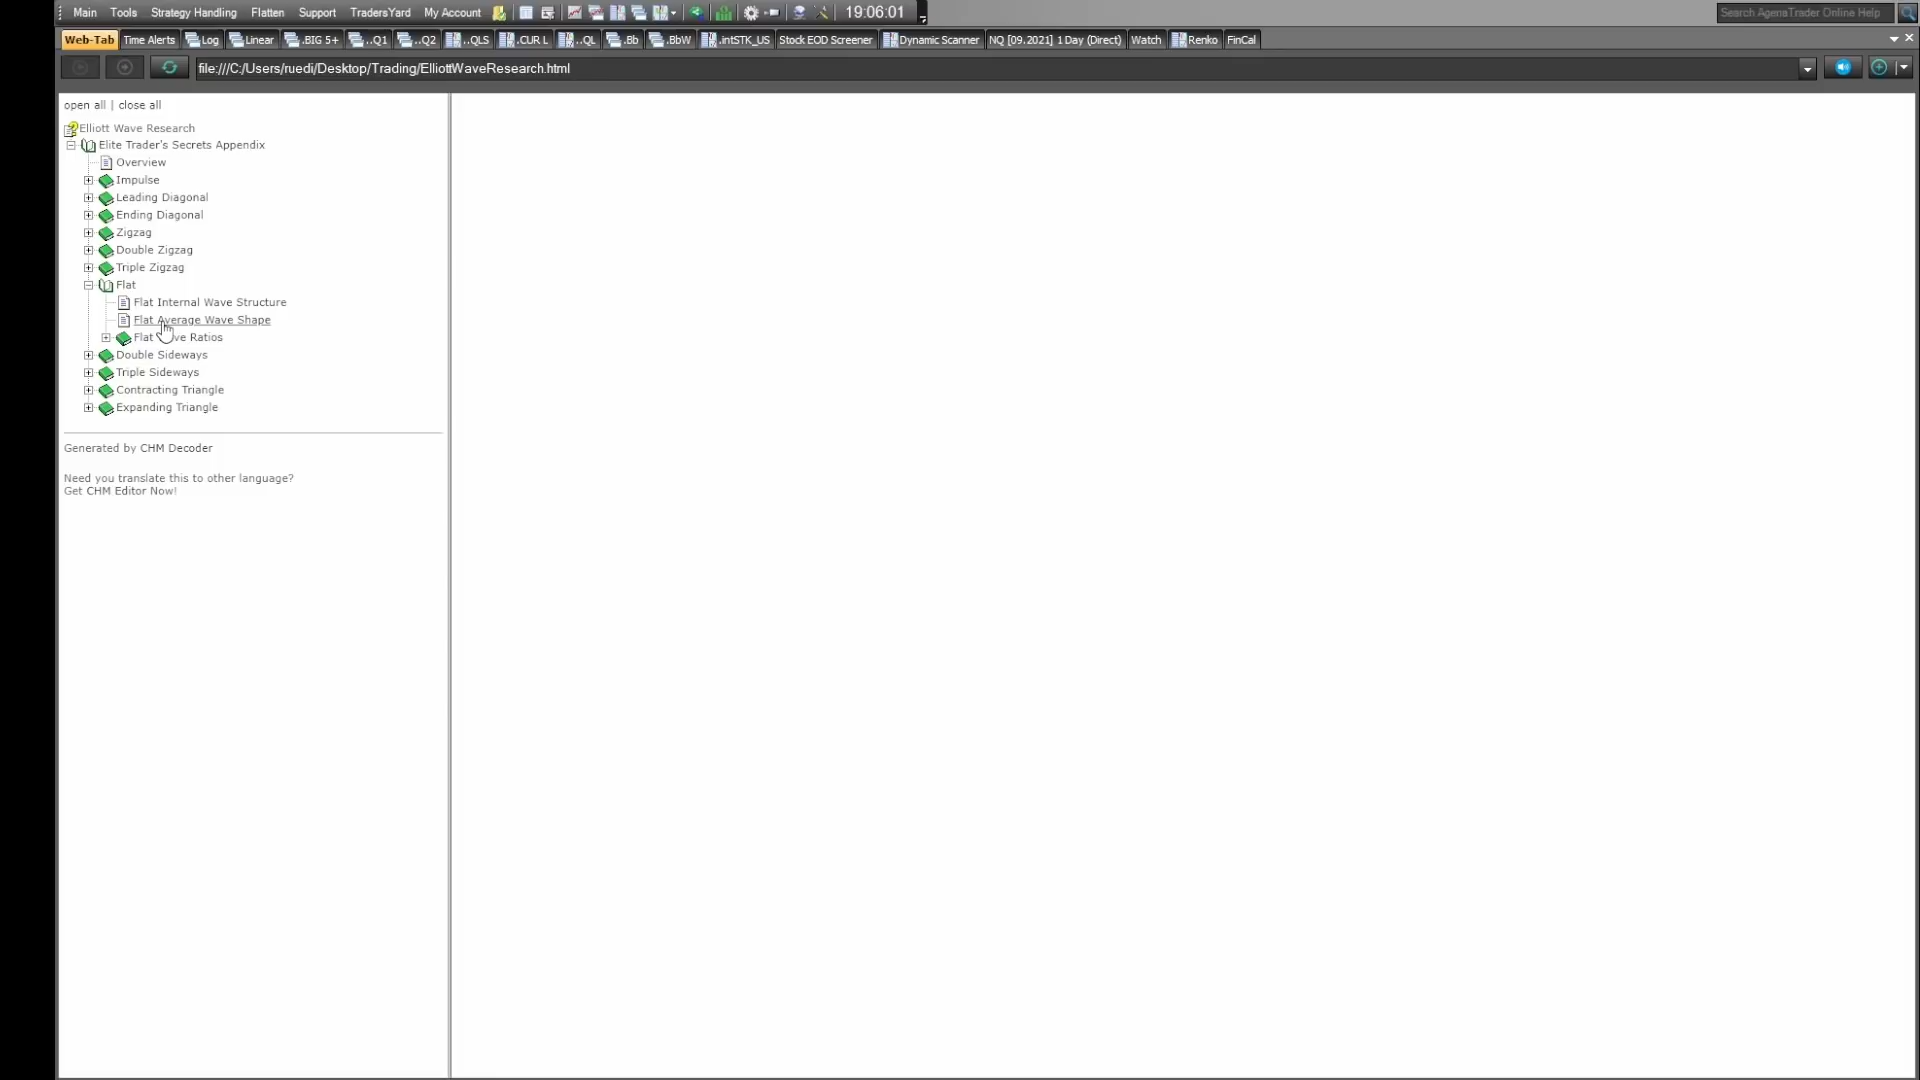 Main Tools Strategy Handling Flatten Support TradersYard My Account 19:06:01 Search AgenaTrader Online Help
Web-Tab Time Alerts Log Linear .BIG 5+ ..Q1 ..Q2 ..QLS .CUR L ..QL .Bb .BbW .intSTK_US Stock EOD Screener Dynamic Scanner NQ [09.2021] 1 Day (Direct) Watch Renko FinCal
file:///C:/Users/ruedi/Desktop/Trading/ElliottWaveResearch.html
open all | close all
Elliott Wave Research
Elite Trader's Secrets Appendix
Overview
Impulse
Leading Diagonal
Ending Diagonal
Zigzag
Double Zigzag
Triple Zigzag
Flat
Flat Internal Wave Structure
Flat Average Wave Shape
Flat Ratios
Double Sideways
Triple Sideways
Contracting Triangle
Expanding Triangle
Generated by CHM Decoder
Need you translate this to other language?
Get CHM Editor Now!